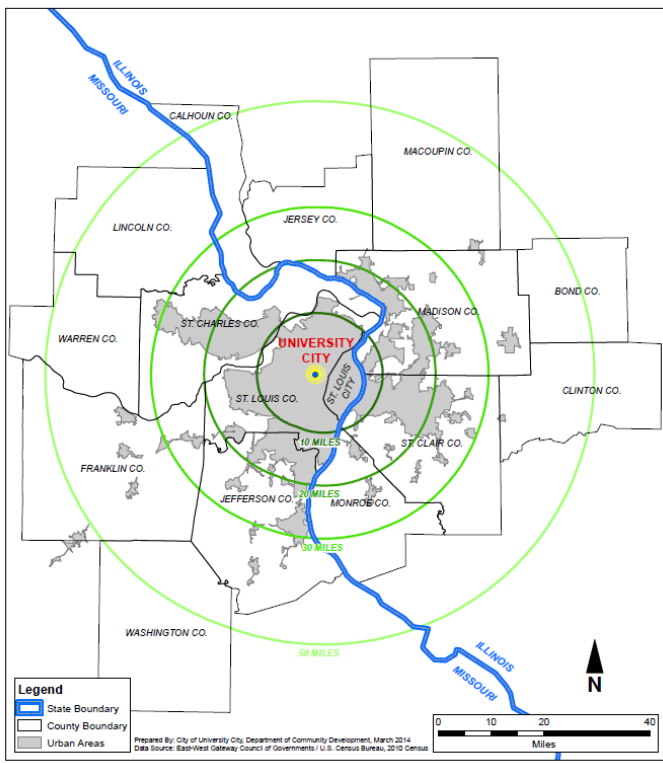 ILLINOIS
MISSOURI
CALHOUN CO.
MACOUPIN CO.
JERSEY CO.
LINCOLN CO.
BOND CO.
MADISON CO.
ST. CHARLES CO.
WARREN CO.
UNIVERSITY
CITY
ST. LOUIS
CITY
CLINTON CO.
ST. LOUIS CO.
10 MILES
ST. CLAIR CO.
FRANKLIN CO.
20 MILES
JEFFERSON CO.
MONROE CO.
30 MILES
WASHINGTON CO.
50 MILES
ILLINOIS
MISSOURI
N
Legend
State Boundary
County Boundary
Urban Areas
Prepared By: City of University City, Department of Community Development, March 2014
Data Source: East-West Gateway Council of Governments / U.S. Census Bureau, 2010 Census
0 10 20 40
Miles